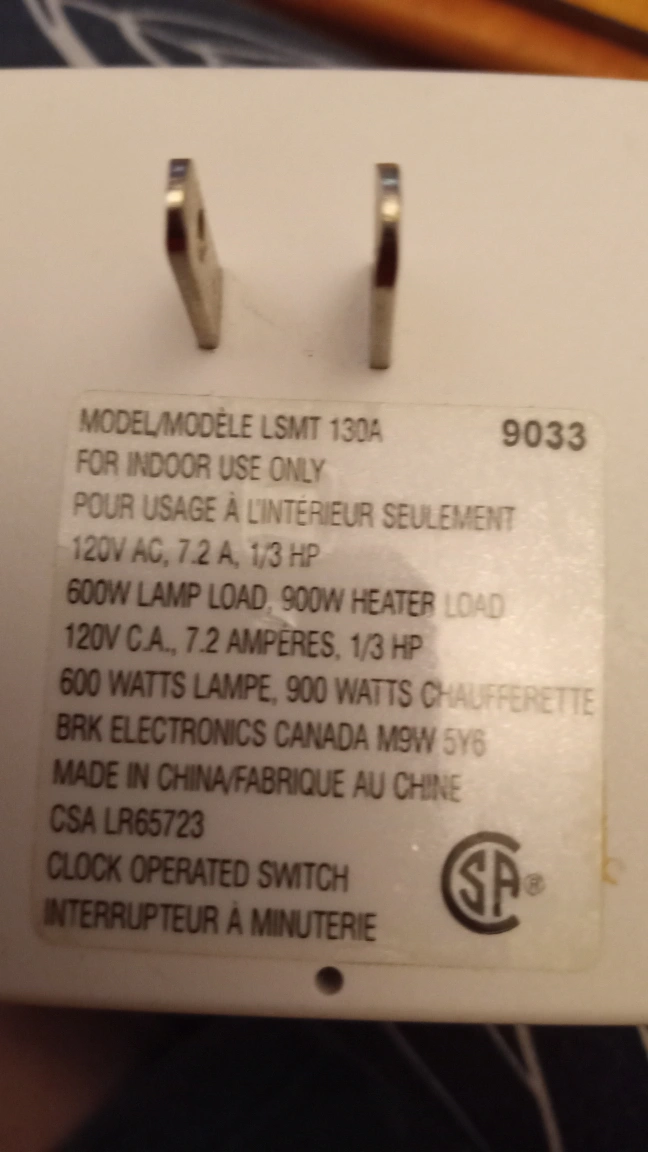 MODEL/MODÈLE LSMT 130A 9033
FOR INDOOR USE ONLY
POUR USAGE À L'INTÉRIEUR SEULEMENT
120V AC, 7.2 A, 1/3 HP
600W LAMP LOAD, 900W HEATER LOAD
120V C.A., 7.2 AMPÈRES, 1/3 HP
600 WATTS LAMPE, 900 WATTS CHAUFFERETTE
BRK ELECTRONICS CANADA M9W 5Y6
MADE IN CHINA/FABRIQUE AU CHINE
CSA LR65723
CLOCK OPERATED SWITCH
INTERRUPTEUR À MINUTERIE
CSA®